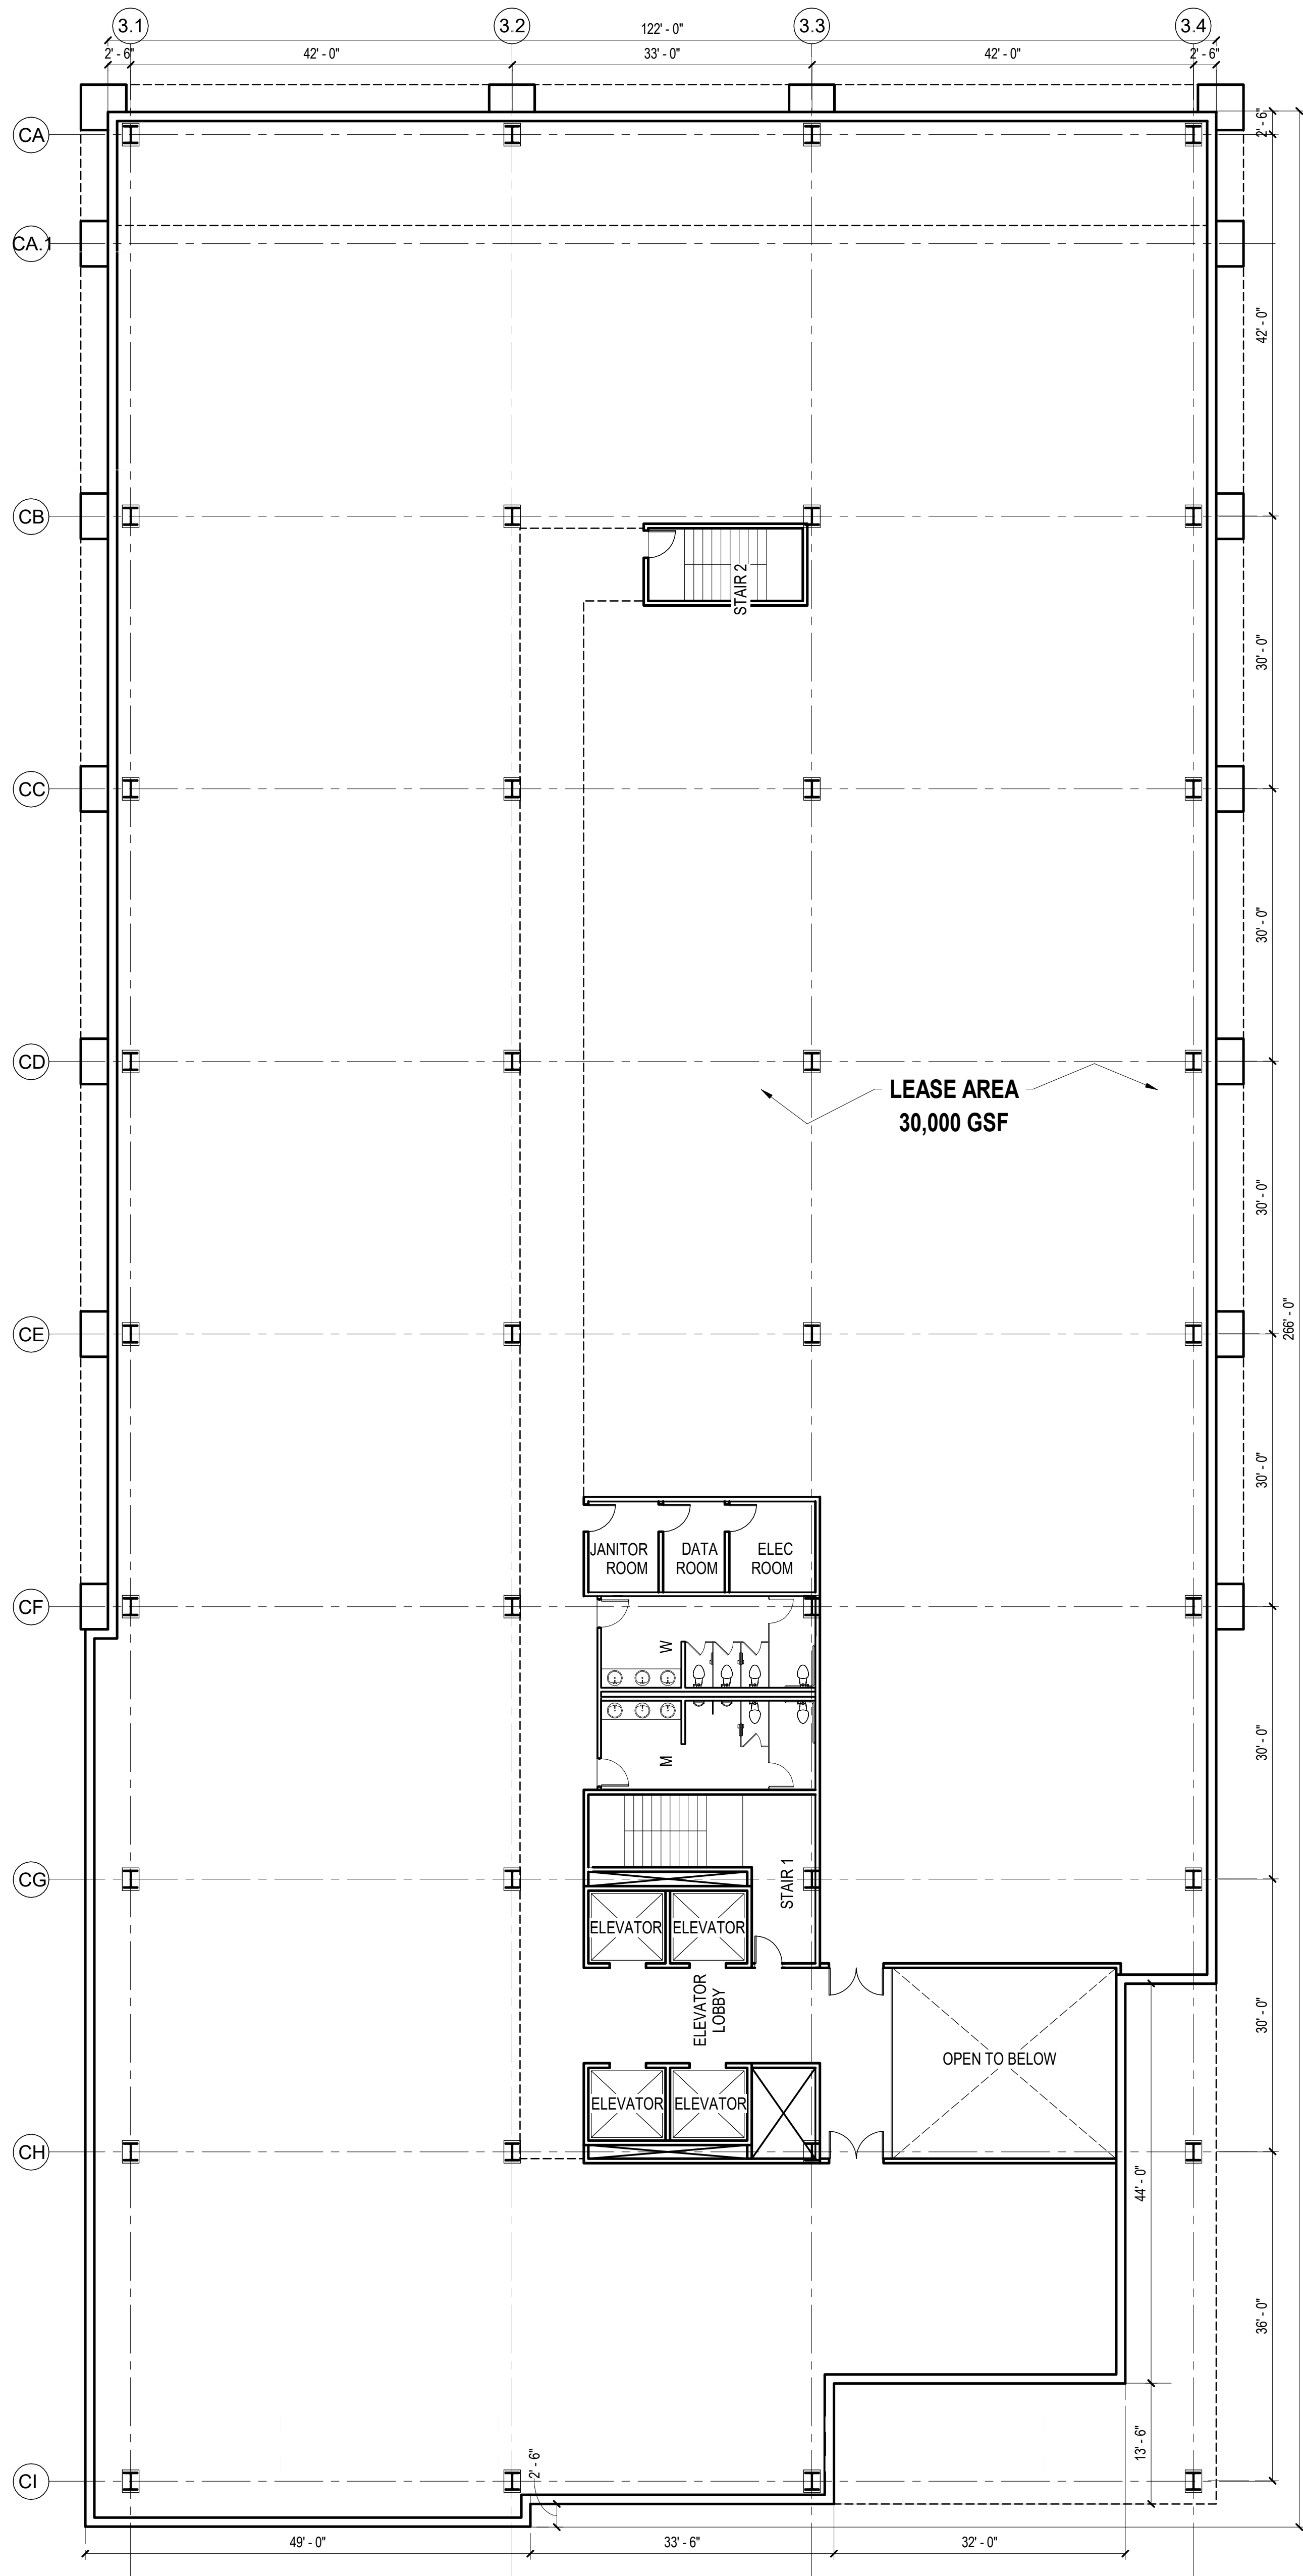 3.1
3.2
3.3
3.4
122' - 0"
2' - 6"
42' - 0"
33' - 0"
42' - 0"
2' - 6"
CA
2' - 6"
CA.1
42' - 0"
CB
STAIR 2
30' - 0"
CC
30' - 0"
CD
LEASE AREA
30,000 GSF
30' - 0"
CE
266' - 0"
30' - 0"
JANITOR
ROOM
DATA
ROOM
ELEC
ROOM
CF
W
M
30' - 0"
CG
STAIR 1
ELEVATOR
ELEVATOR
ELEVATOR
LOBBY
30' - 0"
OPEN TO BELOW
ELEVATOR
ELEVATOR
CH
44' - 0"
36' - 0"
13' - 6"
2' - 6"
CI
49' - 0"
33' - 6"
32' - 0"